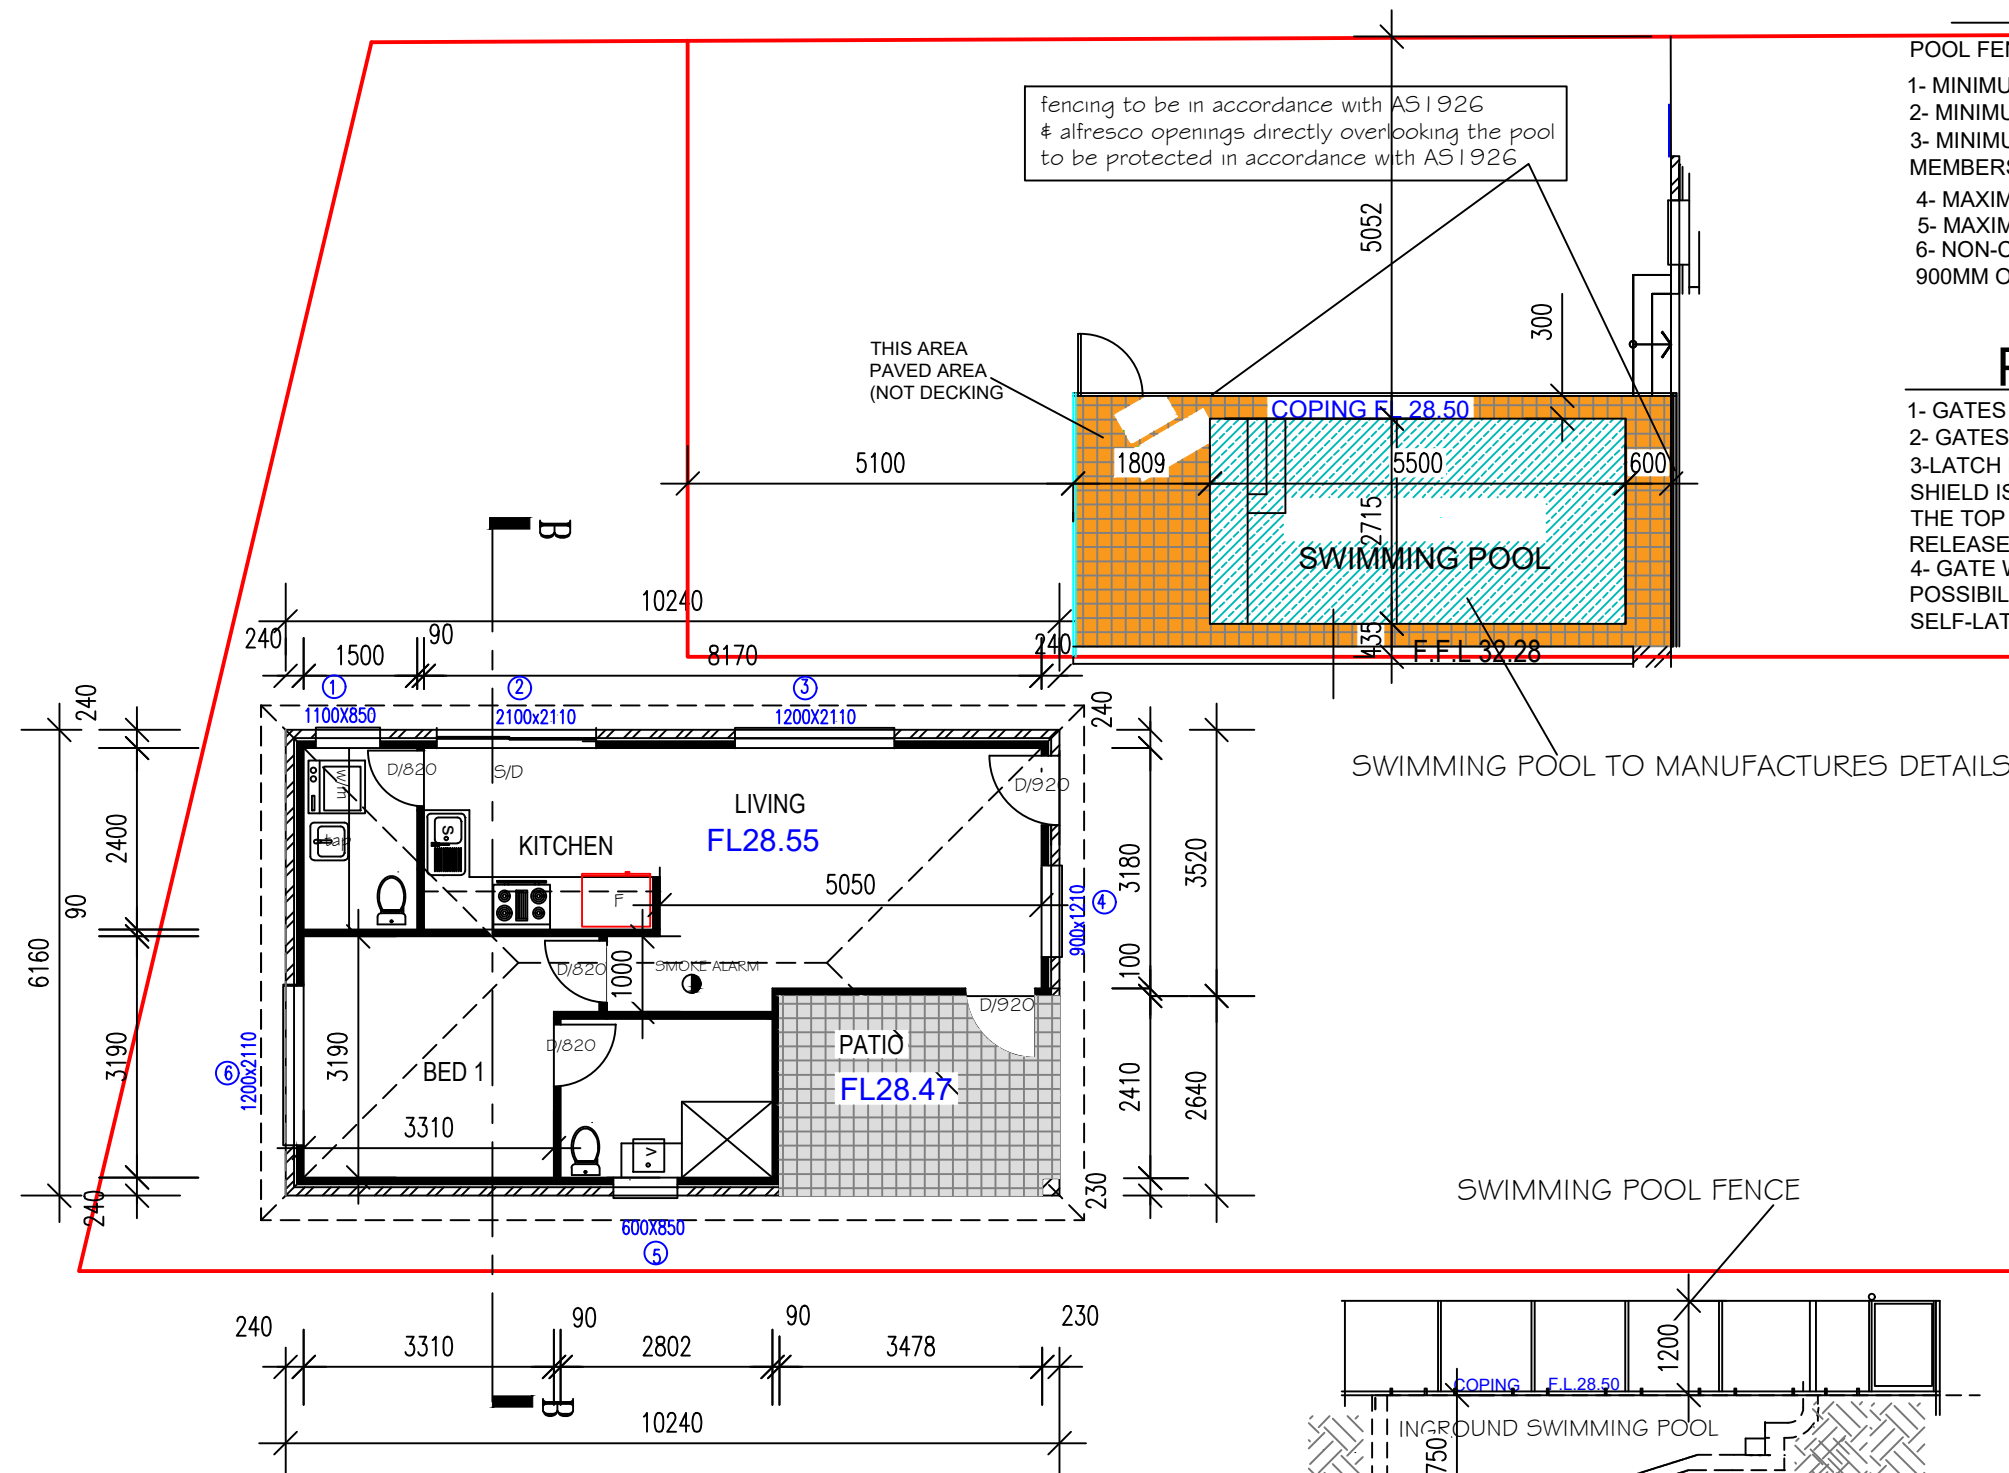 fencing to be in accordance with AS1926
& alfresco openings directly overlooking the pool
to be protected in accordance with AS1926
5052
300
THIS AREA
PAVED AREA
(NOT DECKING
COPING FL 28.50
5100
1809
5500
600
2715
SWIMMING POOL
435
F.F.L 32.28
SWIMMING POOL TO MANUFACTURES DETAILS
POOL FEN
1- MINIMU
2- MINIMU
3- MINIMU
MEMBERS
4- MAXIM
5- MAXIM
6- NON-C
900MM O
1- GATES
2- GATES
3-LATCH
SHIELD IS
THE TOP
RELEASE
4- GATE W
POSSIBIL
SELF-LAT
B
10240
240
1500
90
8170
240
1
2
3
1100X850
2100x2110
1200X2110
240
240
6160
2400
90
3190
240
D/820
S/D
D/920
w/m
tap
S
KITCHEN
LIVING
FL28.55
5050
F
D/820
SMOKE ALARM
1000
D/920
3190
BED 1
D/820
3310
V
PATIO
FL28.47
900x1210
4
3180
3520
100
2410
2640
230
6
1200x2110
600X850
5
240
3310
90
2802
90
3478
230
B
10240
SWIMMING POOL FENCE
1200
COPING F.L.28.50
INGROUND SWIMMING POOL
750